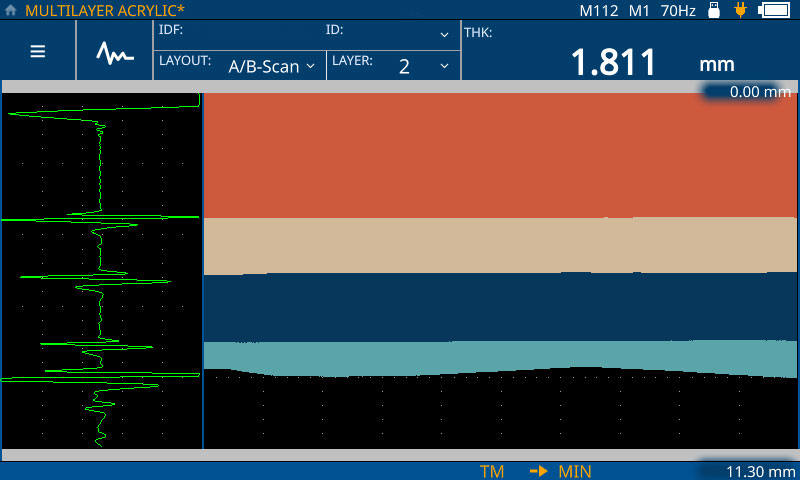 MULTILAYER ACRYLIC* M112 M1 70Hz
IDF: ID: THK:
LAYOUT: A/B-Scan LAYER: 2 1.811 mm
0.00 mm
TM MIN 11.30 mm